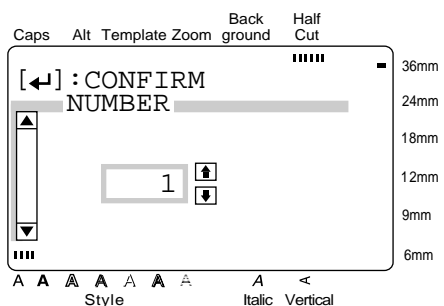 Caps Alt Template Zoom Back ground Half Cut
[↵]:CONFIRM
NUMBER
1
36mm
24mm
18mm
12mm
9mm
6mm
A A A A A A A A A
Style Italic Vertical